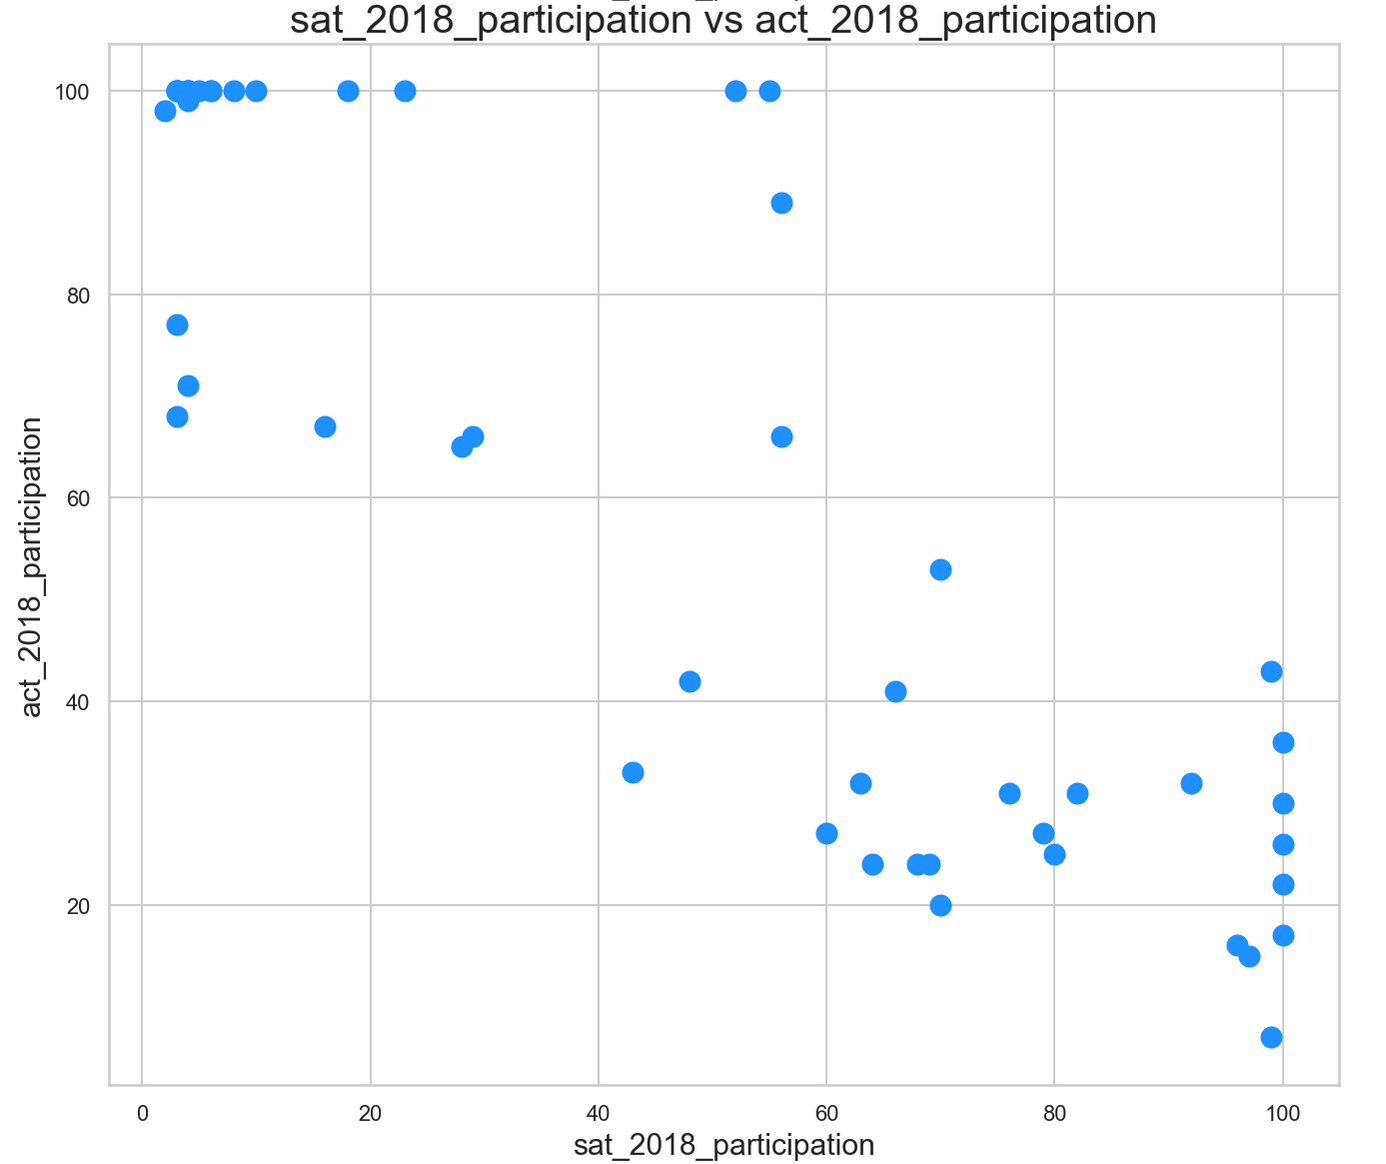 sat_2018_participation vs act_2018_participation
100
80
60
40
20
act_2018_participation
0 20 40 60 80 100
sat_2018_participation